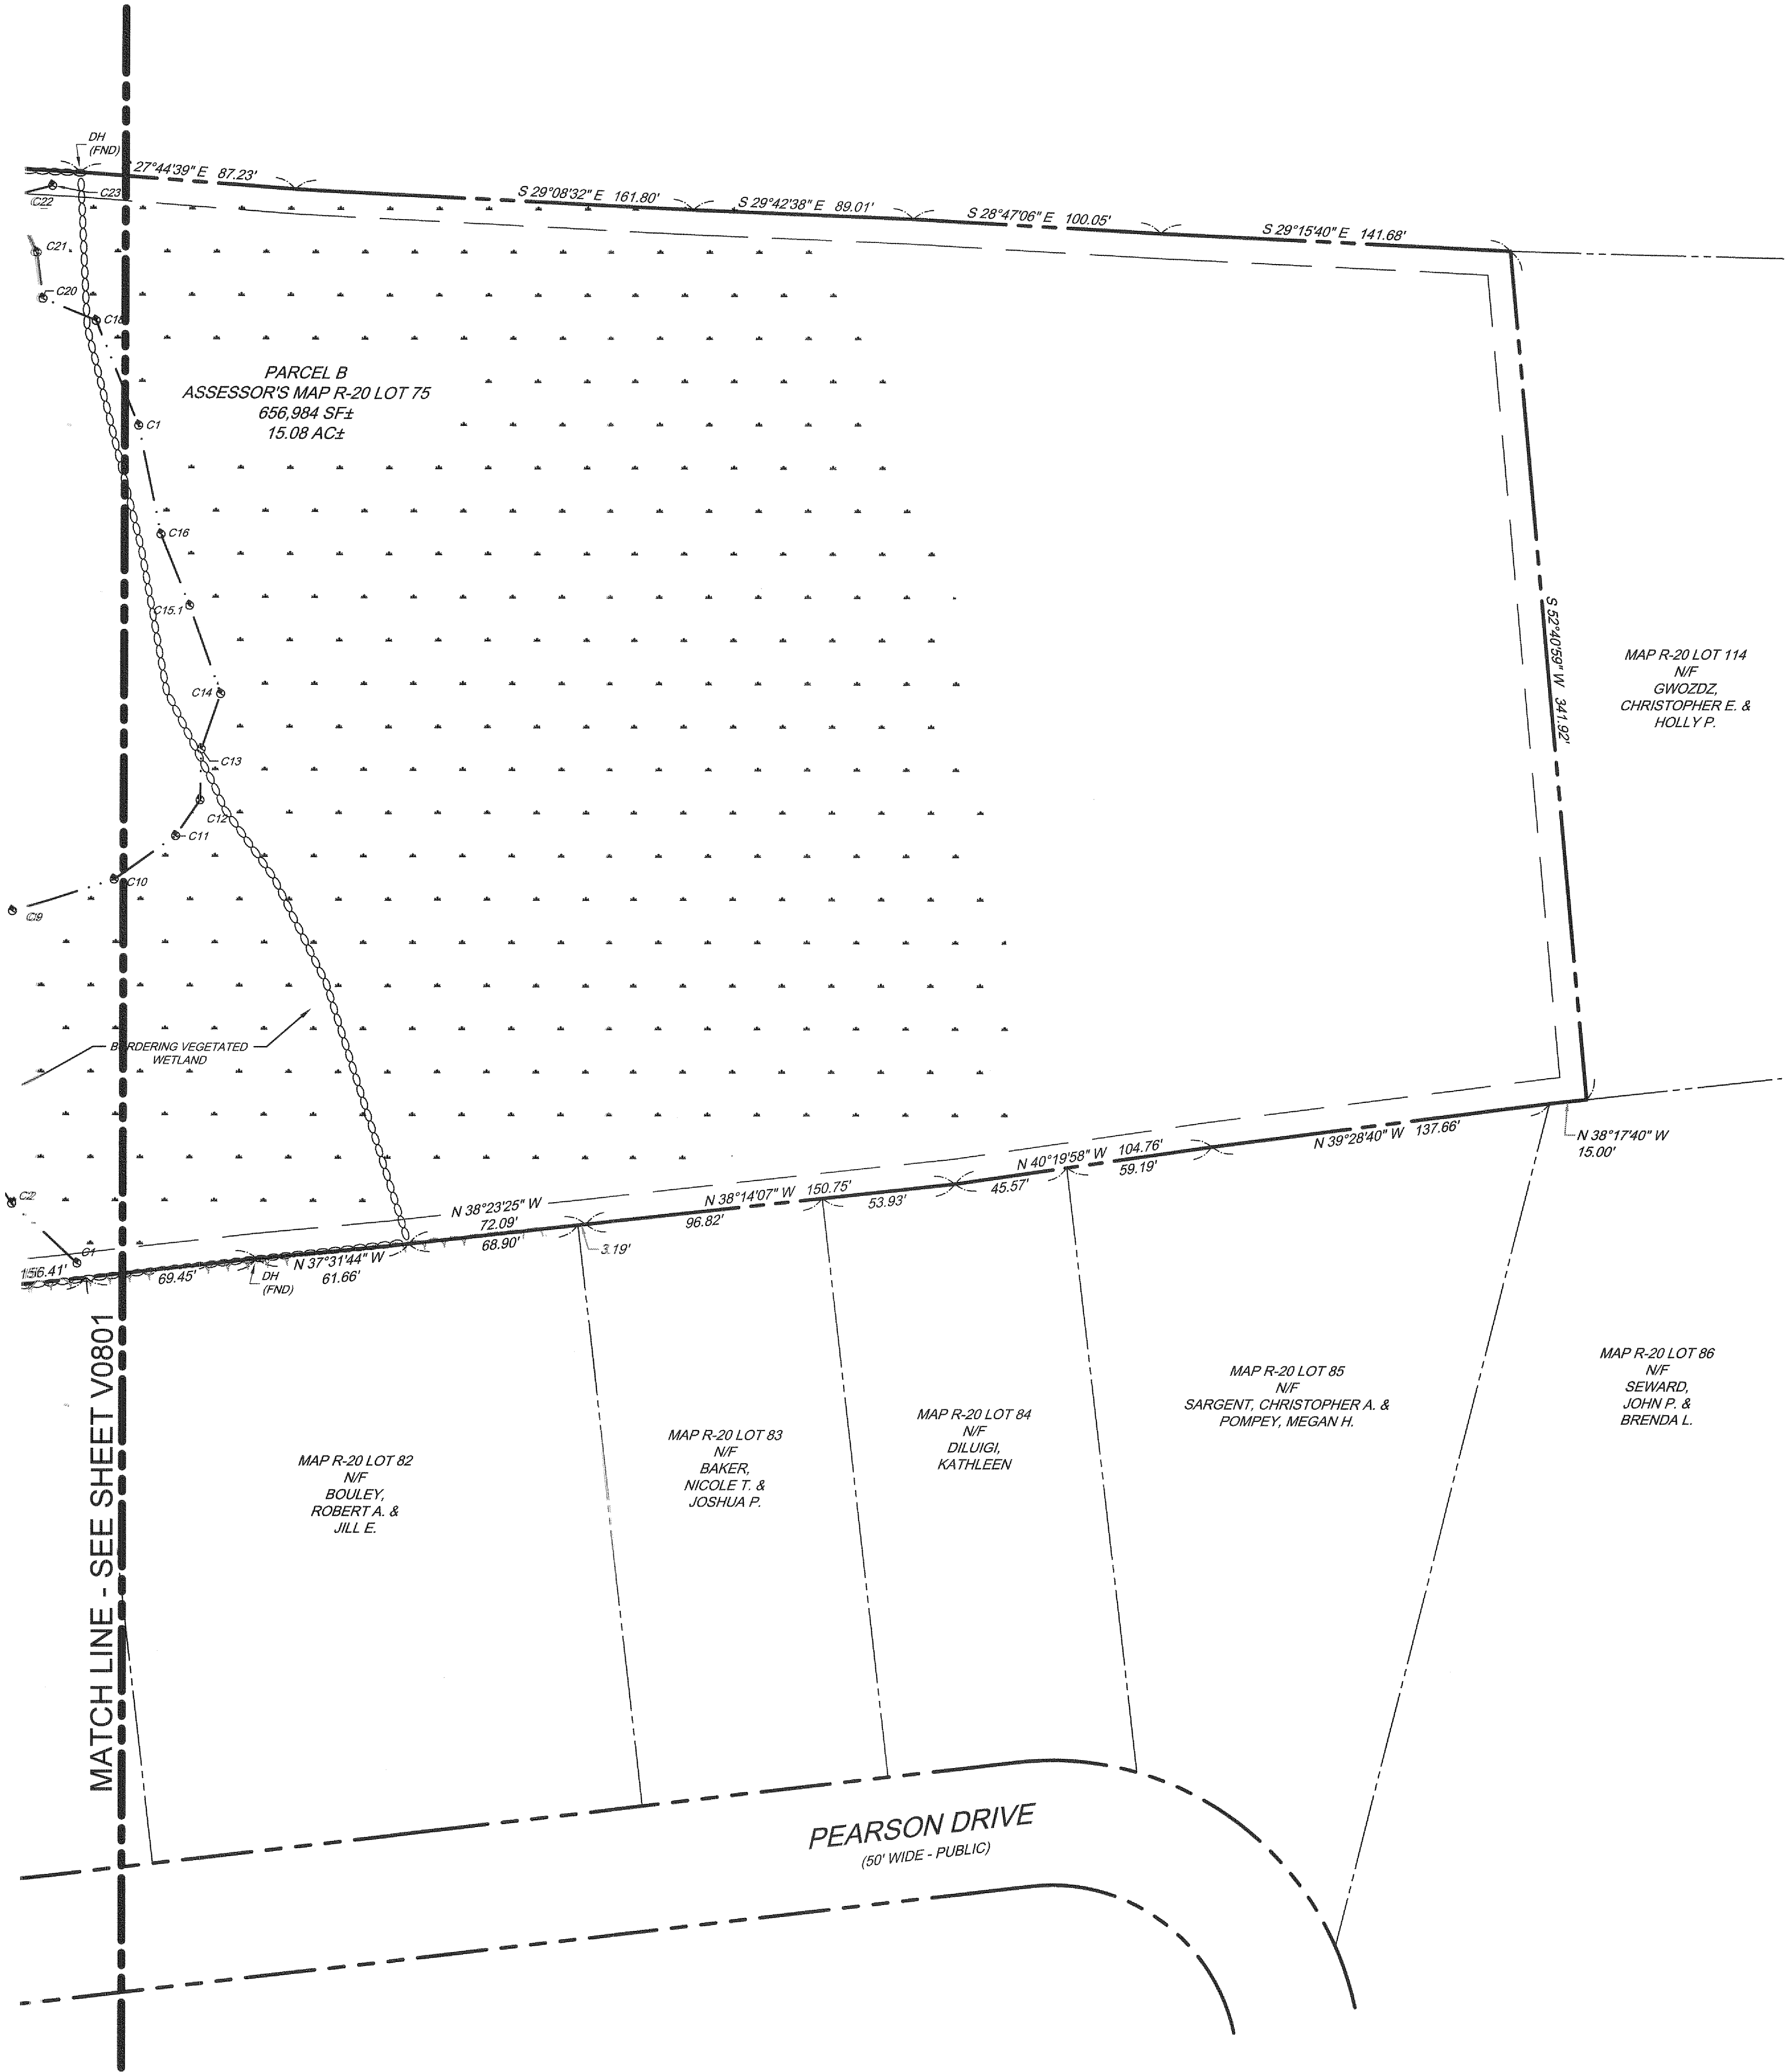 DH
(FND)
27°44'39" E 87.23'
S 29°08'32" E 161.80'
S 29°42'38" E 89.01'
S 28°47'06" E 100.05'
S 29°15'40" E 141.68'
C23
C22
C21
C20
C18
PARCEL B
ASSESSOR'S MAP R-20 LOT 75
656,984 SF±
15.08 AC±
C1
C16
C15.1
C14
C13
C12
C11
C10
C9
S 52°40'59" W 341.92'
MAP R-20 LOT 114
N/F
GWOZDZ,
CHRISTOPHER E. &
HOLLY P.
BORDERING VEGETATED
WETLAND
C2
C1
156.41'
69.45'
DH
(FND)
N 37°31'44" W
61.66'
N 38°23'25" W
72.09'
68.90'
3.19'
N 38°14'07" W 150.75'
96.82'
53.93'
N 40°19'58" W 104.76'
45.57'
59.19'
N 39°28'40" W 137.66'
N 38°17'40" W
15.00'
MATCH LINE - SEE SHEET V0801
MAP R-20 LOT 82
N/F
BOULEY,
ROBERT A. &
JILL E.
MAP R-20 LOT 83
N/F
BAKER,
NICOLE T. &
JOSHUA P.
MAP R-20 LOT 84
N/F
DILUIGI,
KATHLEEN
MAP R-20 LOT 85
N/F
SARGENT, CHRISTOPHER A. &
POMPEY, MEGAN H.
MAP R-20 LOT 86
N/F
SEWARD,
JOHN P. &
BRENDA L.
PEARSON DRIVE
(50' WIDE - PUBLIC)